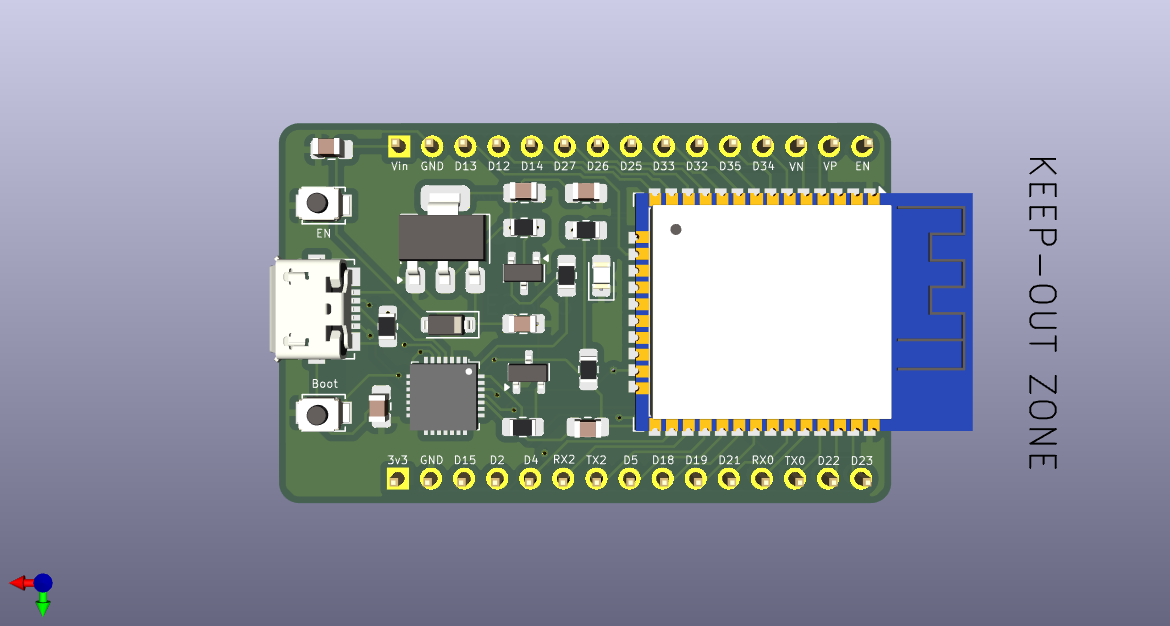 Vin GND D13 D12 D14 D27 D26 D25 D33 D32 D35 D34 VN VP EN
EN
Boot
3v3 GND D15 D2 D4 RX2 TX2 D5 D18 D19 D21 RX0 TX0 D22 D23
KEEP-OUT ZONE